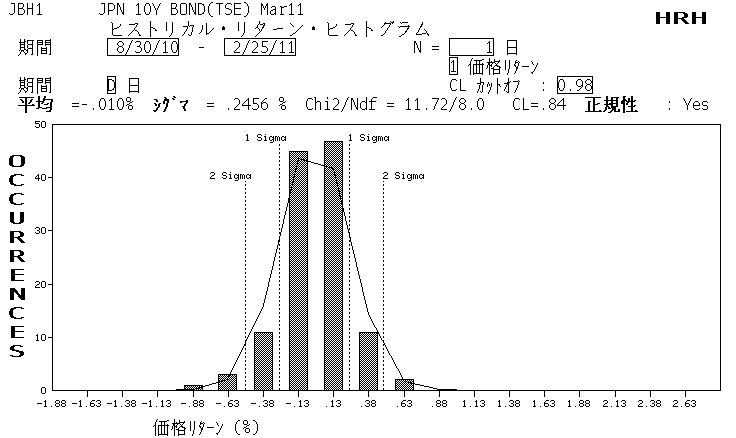 JBH1 JPN 10Y BOND(TSE) Mar11
ヒストリカル・リターン・ヒストグラム HRH
期間 8/30/10 - 2/25/11 N = 1 日
1 価格ﾘﾀｰﾝ
期間 D 日 CL ｶｯﾄｵﾌ : 0.98
平均 =-.010% ｼｸﾞﾏ = .2456 % Chi2/Ndf = 11.72/8.0 CL=.84 正規性 : Yes
50
1 Sigma 1 Sigma
40
2 Sigma 2 Sigma
30
20
10
0
OCCURRENCES
-1.88 -1.63 -1.38 -1.13 -.88 -.63 -.38 -.13 .13 .38 .63 .88 1.13 1.38 1.63 1.88 2.13 2.38 2.63
価格ﾘﾀｰﾝ (%)